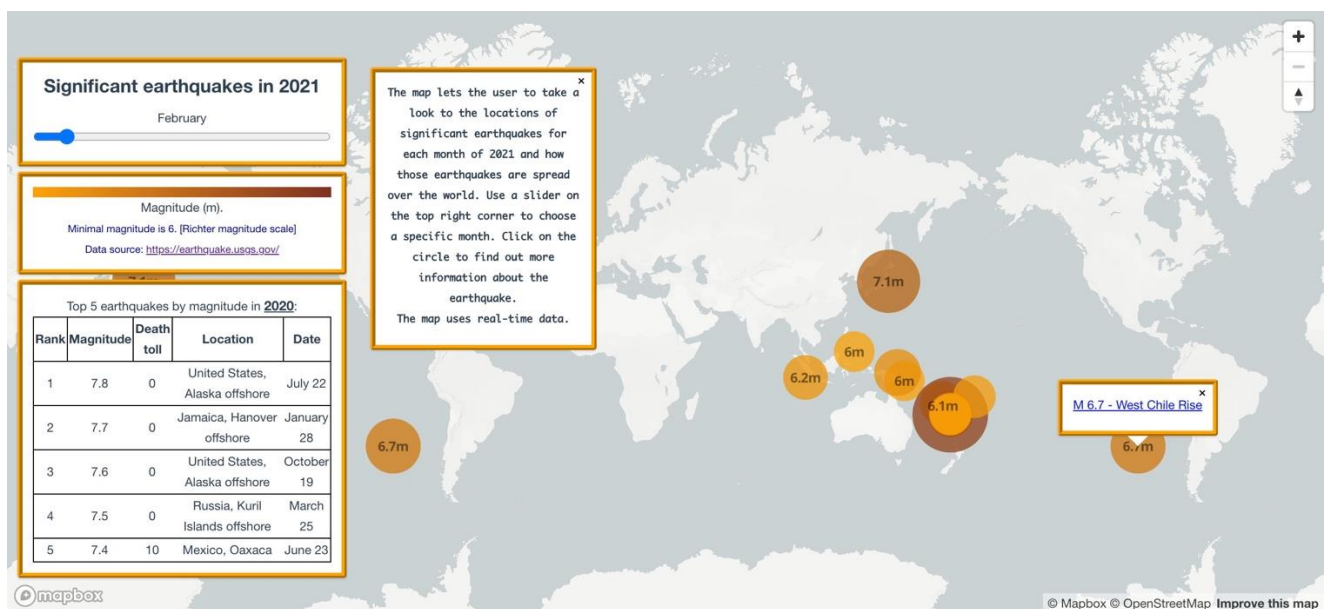 Significant earthquakes in 2021
February
Magnitude (m).
Minimal magnitude is 6. [Richter magnitude scale]
Data source: https://earthquake.usgs.gov/
7.1m
Top 5 earthquakes by magnitude in 2020:
Rank Magnitude Death toll Location Date
1 7.8 0 United States, Alaska offshore July 22
2 7.7 0 Jamaica, Hanover offshore January 28
3 7.6 0 United States, Alaska offshore October 19
4 7.5 0 Russia, Kuril Islands offshore March 25
5 7.4 10 Mexico, Oaxaca June 23
×
The map lets the user to take a
look to the locations of
significant earthquakes for
each month of 2021 and how
those earthquakes are spread
over the world. Use a slider on
the top right corner to choose
a specific month. Click on the
circle to find out more
information about the
earthquake.
The map uses real-time data.
7.1m
6m
6.2m
6m
6.1m
6.7m
×
M 6.7 - West Chile Rise
6.7m
mapbox
© Mapbox © OpenStreetMap Improve this map